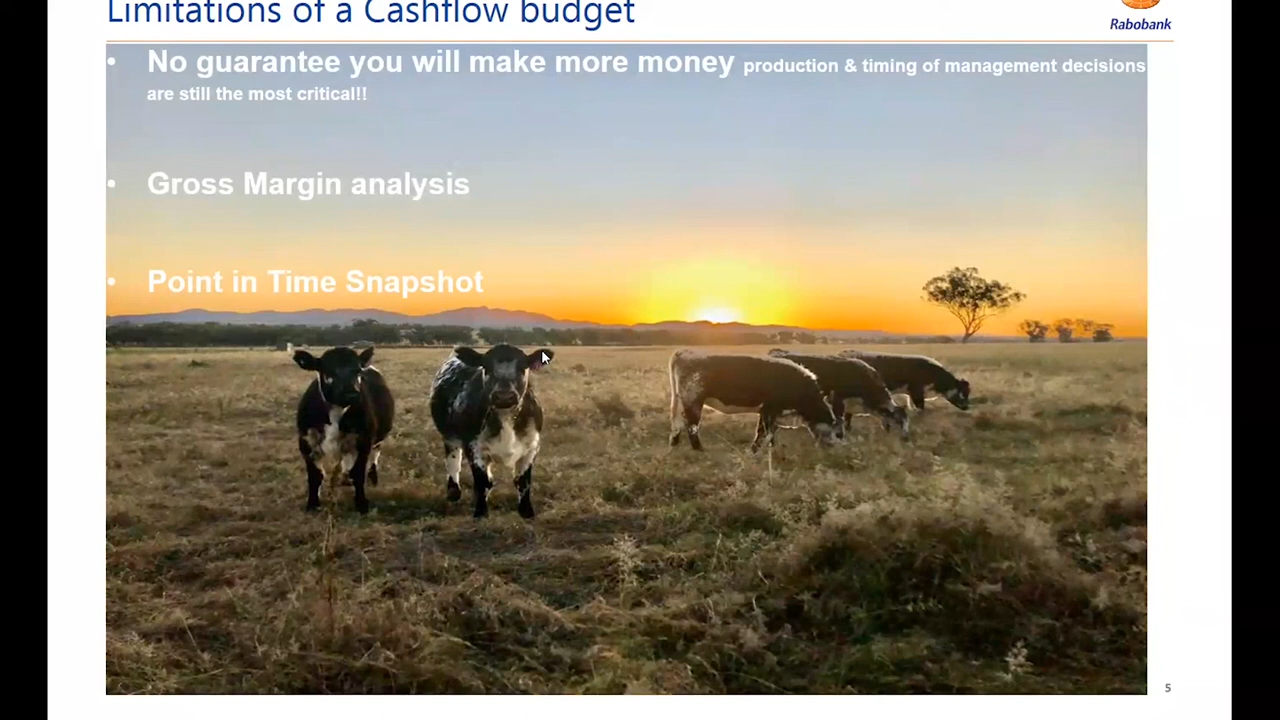 Limitations of a Cashflow budget
Rabobank
• No guarantee you will make more money production & timing of management decisions
are still the most critical!!
• Gross Margin analysis
• Point in Time Snapshot
5